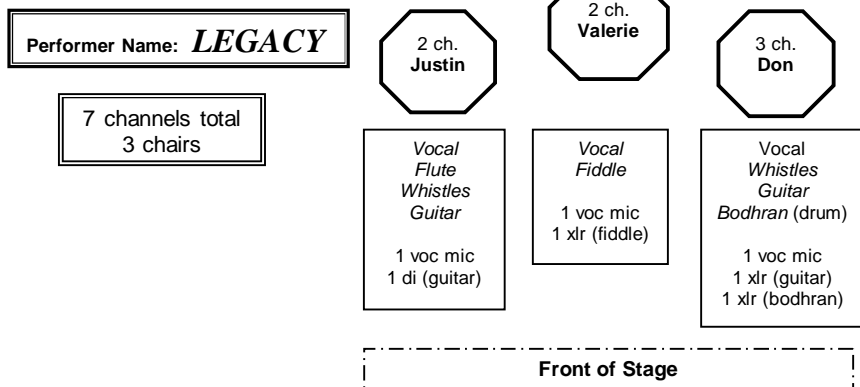 Performer Name: LEGACY
7 channels total
3 chairs
2 ch.
Justin
2 ch.
Valerie
3 ch.
Don
Vocal
Flute
Whistles
Guitar
1 voc mic
1 di (guitar)
Vocal
Fiddle
1 voc mic
1 xlr (fiddle)
Vocal
Whistles
Guitar
Bodhran (drum)
1 voc mic
1 xlr (guitar)
1 xlr (bodhran)
Front of Stage